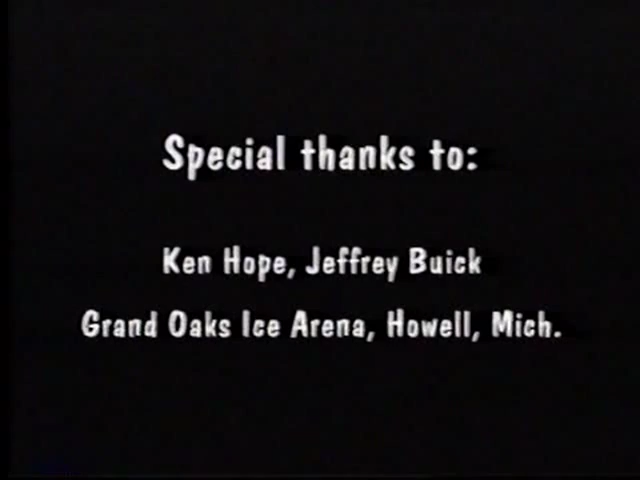 Special thanks to:
Ken Hope, Jeffrey Buick
Grand Oaks Ice Arena, Howell, Mich.